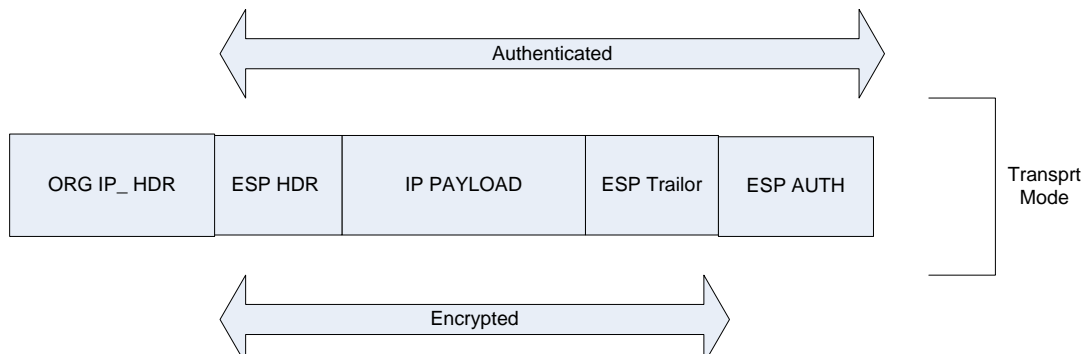 Authenticated
ORG IP_ HDR
ESP HDR
IP PAYLOAD
ESP Trailor
ESP AUTH
Transprt
Mode
Encrypted